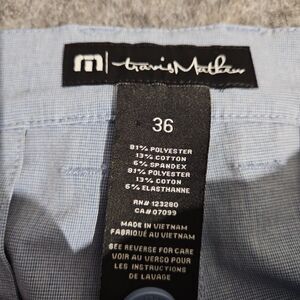 m travisMathew
36
81% POLYESTER
13% COTTON
6% SPANDEX
81% POLYESTER
13% COTON
6% ELASTHANNE
RN# 123280
CA# 07099
MADE IN VIETNAM
FABRIQUÉ AU VIETNAM
SEE REVERSE FOR CARE
VOIR AU VERSO POUR
LES INSTRUCTIONS
DE LAVAGE